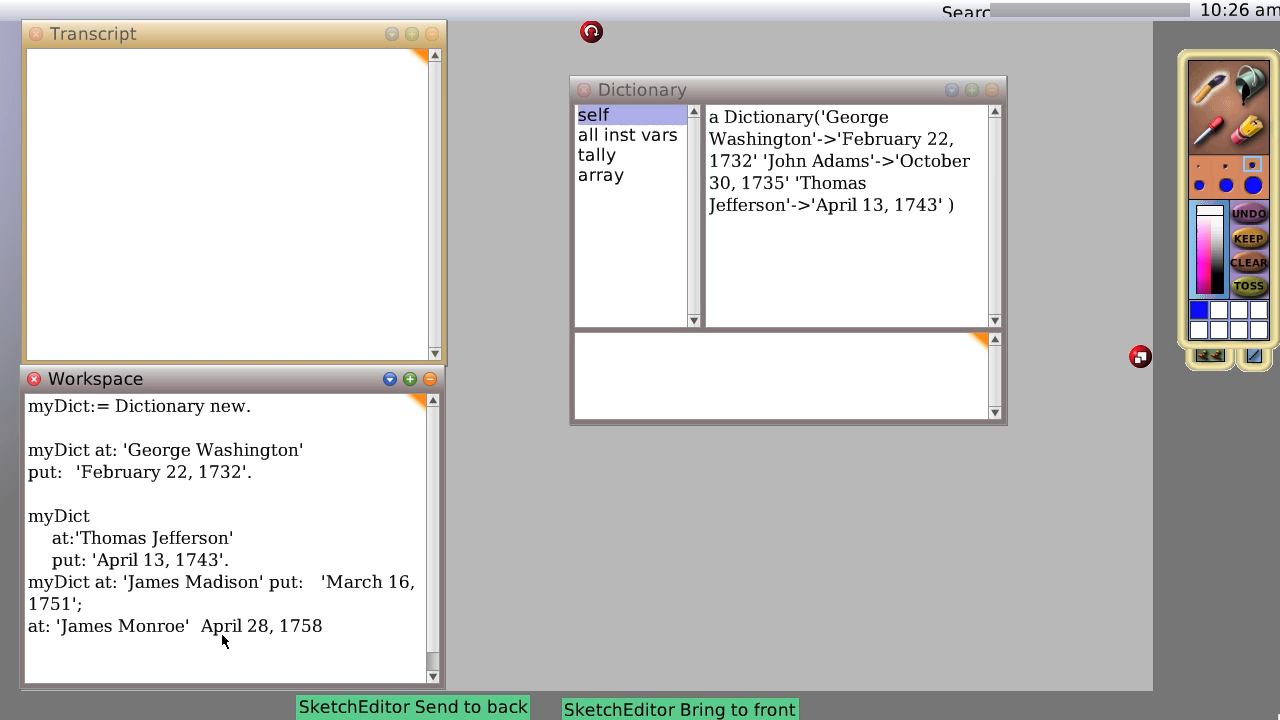 Searc
10:26 am
Transcript
Dictionary
self
all inst vars
tally
array
a Dictionary('George
Washington'->'February 22,
1732' 'John Adams'->'October
30, 1735' 'Thomas
Jefferson'->'April 13, 1743' )
UNDO
KEEP
CLEAR
TOSS
Workspace
myDict:= Dictionary new.
myDict at: 'George Washington'
put:   'February 22, 1732'.
myDict
at:'Thomas Jefferson'
put: 'April 13, 1743'.
myDict at: 'James Madison' put:   'March 16,
1751';
at: 'James Monroe'  April 28, 1758
SketchEditor Send to back
SketchEditor Bring to front